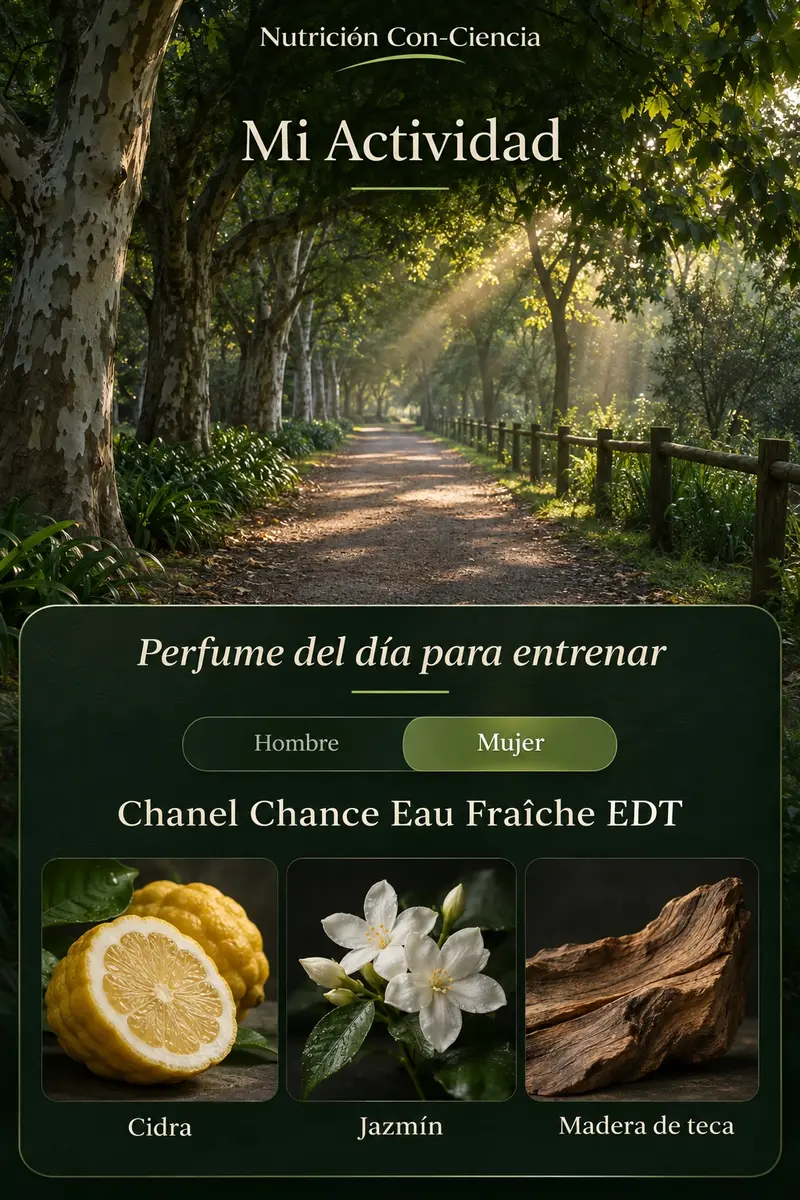 Nutrición Con-Ciencia
Mi Actividad
Perfume del día para entrenar
Hombre
Mujer
Chanel Chance Eau Fraîche EDT
Cidra
Jazmín
Madera de teca